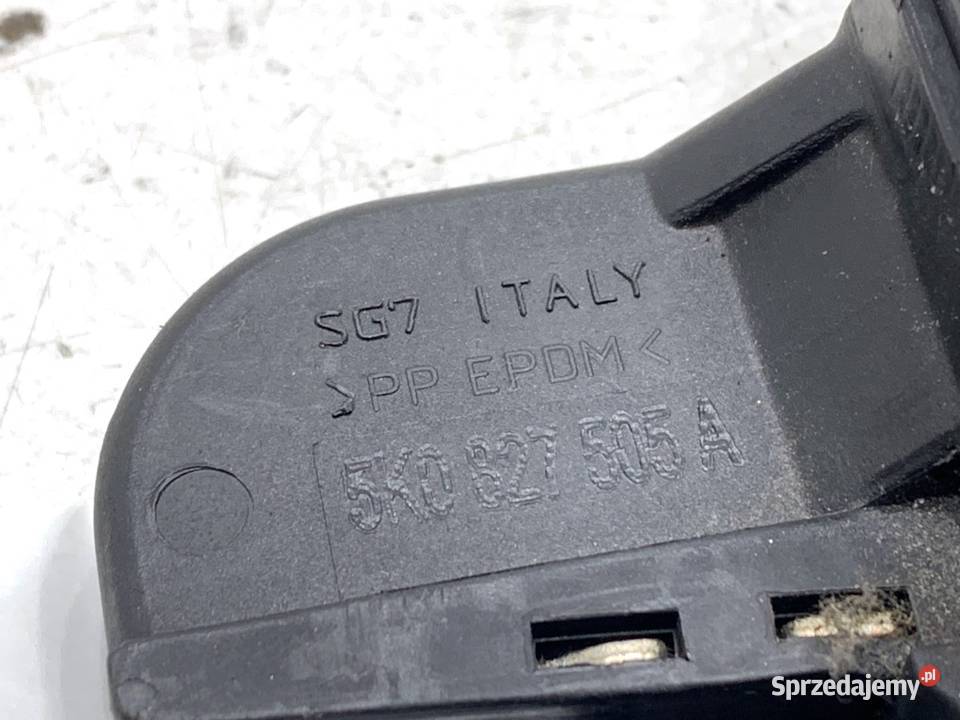 SG7 ITALY
>PP EPDM<
5K0 827 505 A
Sprzedajemy.pl